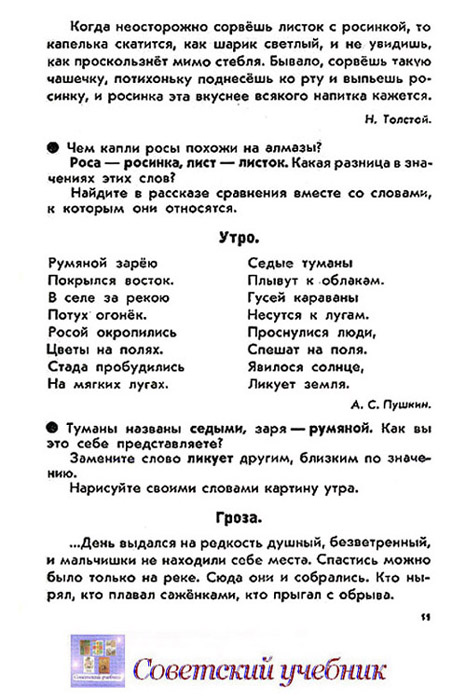 Когда неосторожно сорвёшь листок с росинкой, то
капелька скатится, как шарик светлый, и не увидишь,
как проскользнёт мимо стебля. Бывало, сорвёшь такую
чашечку, потихоньку поднесёшь ко рту и выпьешь ро-
синку, и росинка эта вкуснее всякого напитка кажется.
Н. Толстой.
● Чем капли росы похожи на алмазы?
Роса — росинка, лист — листок. Какая разница в зна-
чениях этих слов?
Найдите в рассказе сравнения вместе со словами,
к которым они относятся.
Утро.
Румяной зарёю
Покрылся восток.
В селе за рекою
Потух огонёк.
Росой окропились
Цветы на полях.
Стада пробудились
На мягких лугах.
Седые туманы
Плывут к облакам.
Гусей караваны
Несутся к лугам.
Проснулися люди,
Спешат на поля.
Явилося солнце,
Ликует земля.
А. С. Пушкин.
● Туманы названы седыми, заря — румяной. Как вы
это себе представляете?
Замените слово ликует другим, близким по значе-
нию.
Нарисуйте своими словами картину утра.
Гроза.
...День выдался на редкость душный, безветренный,
и мальчишки не находили себе места. Спастись можно
было только на реке. Сюда они и собрались. Кто ны-
рял, кто плавал сажёнками, кто прыгал с обрыва.
11
Советский учебник
Советский учебник